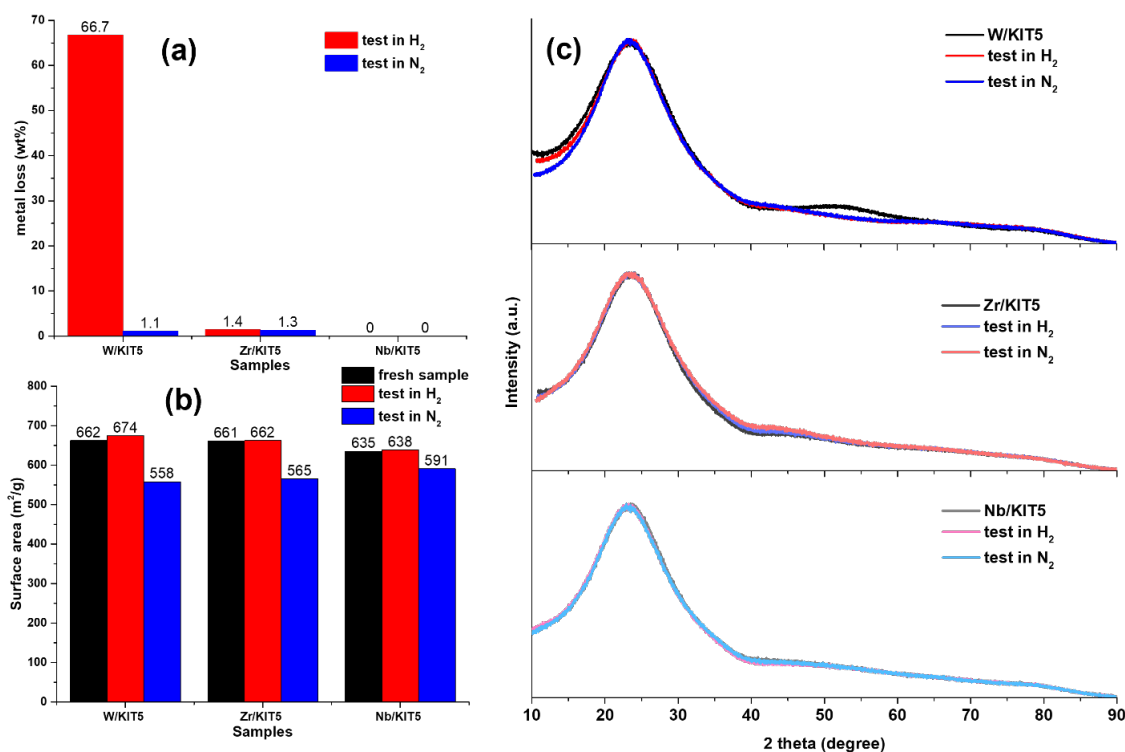 (a)
66.7
1.1
1.4
1.3
0
0
test in H₂
test in N₂
metal loss (wt%)
70
60
50
40
30
20
10
0
W/KIT5
Zr/KIT5
Nb/KIT5
Samples
(b)
fresh sample
test in H₂
test in N₂
662
674
558
661
662
565
635
638
591
Surface area (m²/g)
800
700
600
500
400
300
200
100
0
W/KIT5
Zr/KIT5
Nb/KIT5
Samples
(c)
W/KIT5
test in H₂
test in N₂
Zr/KIT5
test in H₂
test in N₂
Nb/KIT5
test in H₂
test in N₂
Intensity (a.u.)
10 20 30 40 50 60 70 80 90
2 theta (degree)